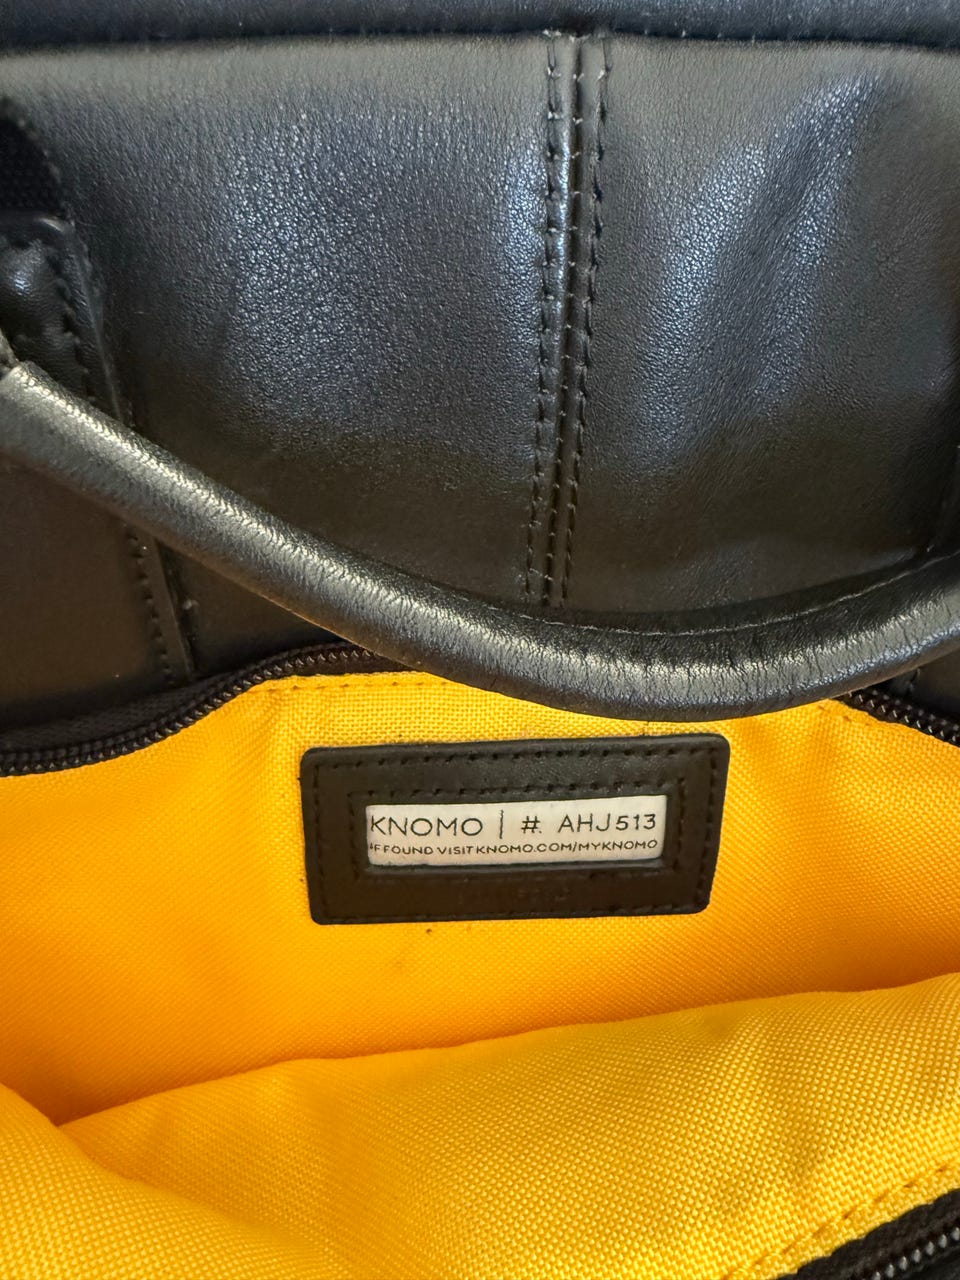 KNOMO | #. AHJ513
IF FOUND VISIT KNOMO.COM/MYKNOMO